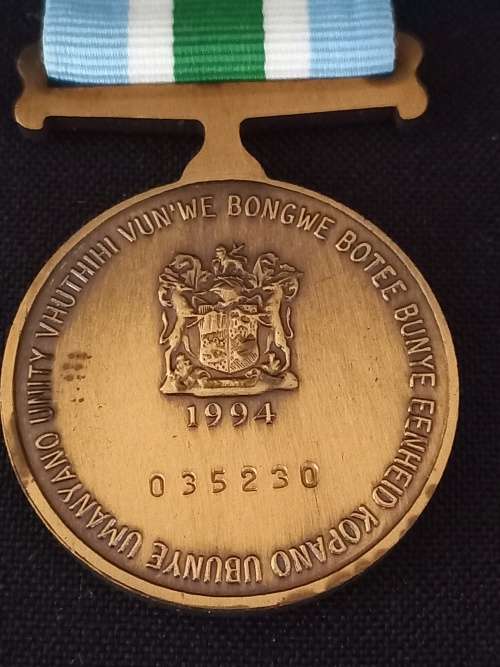 UNITY VHUTHIHI VUN'WE BONGWE BOTEE BUNYE EENHEID KOPANO UBUNYE UMANYANO
1994
035230